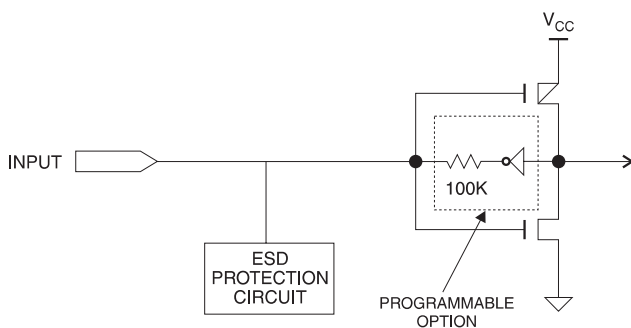 VCC
INPUT
100K
ESD
PROTECTION
CIRCUIT
PROGRAMMABLE
OPTION